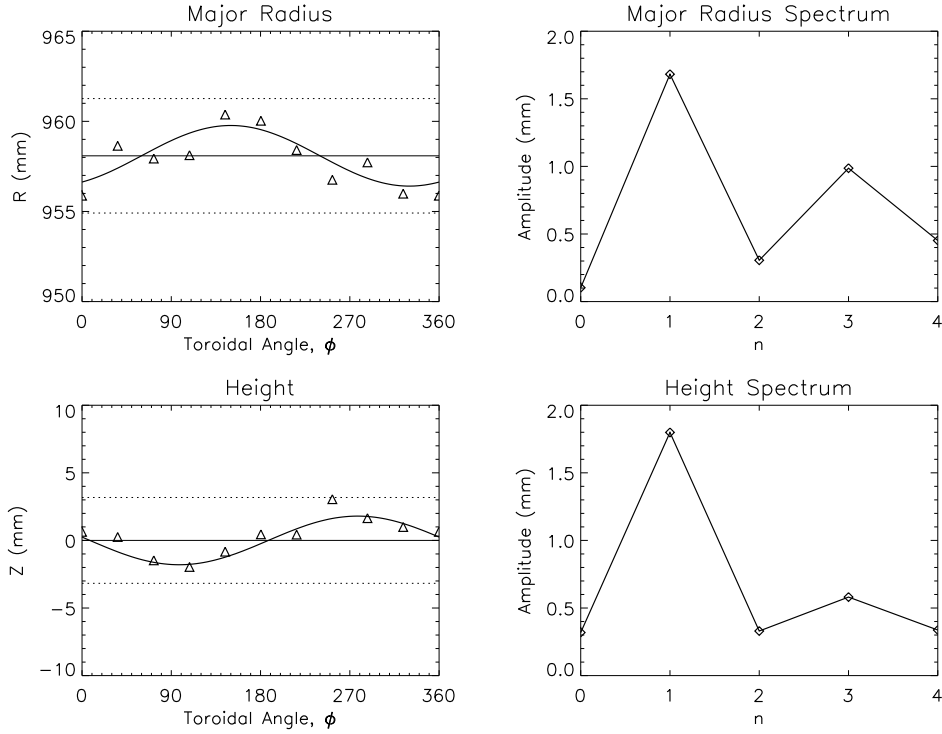 Major Radius
965
960
955
950
R (mm)
0 90 180 270 360
Toroidal Angle, ϕ
Major Radius Spectrum
2.0
1.5
1.0
0.5
0.0
Amplitude (mm)
0 1 2 3 4
n
Height
10
5
0
−5
−10
Z (mm)
0 90 180 270 360
Toroidal Angle, ϕ
Height Spectrum
2.0
1.5
1.0
0.5
0.0
Amplitude (mm)
0 1 2 3 4
n